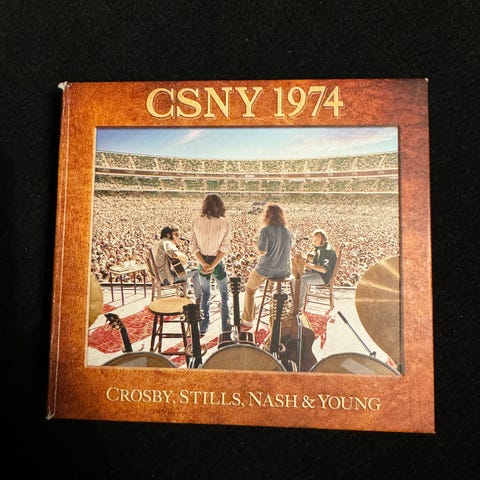 CSNY 1974
CROSBY, STILLS, NASH & YOUNG